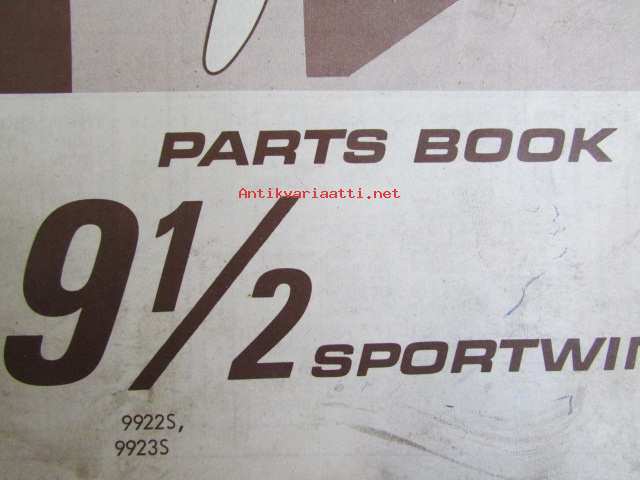 PARTS BOOK
Antikvariaatti.net
9 1/2 SPORTWIN
9922S,
9923S